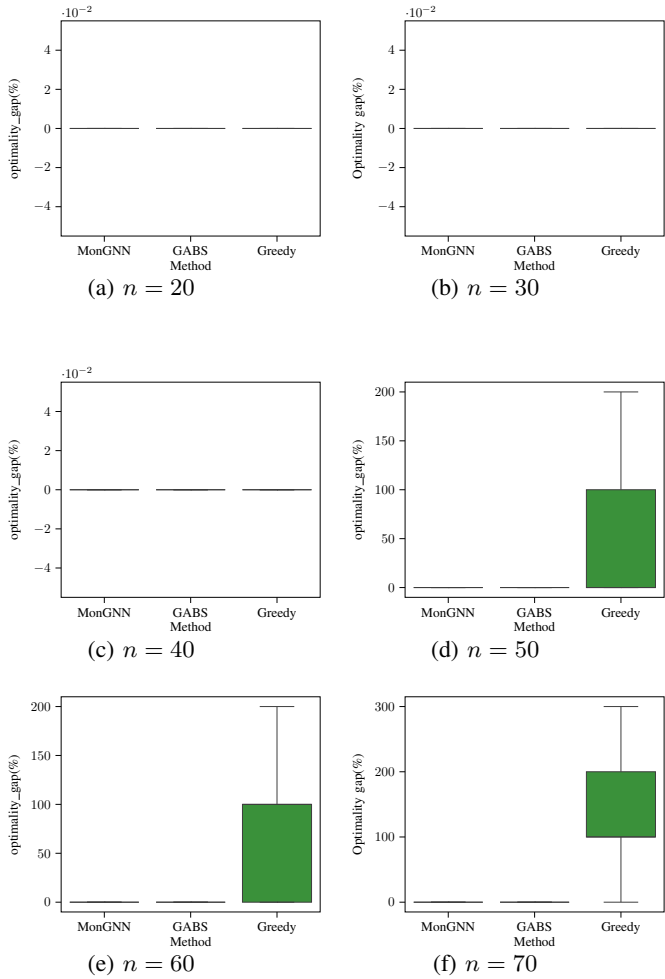 ·10−2
4
2
0
−2
−4
optimality_gap(%)
MonGNN GABS Greedy
Method
(a) n = 20
·10−2
4
2
0
−2
−4
Optimality gap(%)
MonGNN GABS Greedy
Method
(b) n = 30
·10−2
4
2
0
−2
−4
optimality_gap(%)
MonGNN GABS Greedy
Method
(c) n = 40
200
150
100
50
0
optimality_gap(%)
MonGNN GABS Greedy
Method
(d) n = 50
200
150
100
50
0
optimality_gap(%)
MonGNN GABS Greedy
Method
(e) n = 60
300
200
100
0
Optimality gap(%)
MonGNN GABS Greedy
Method
(f) n = 70